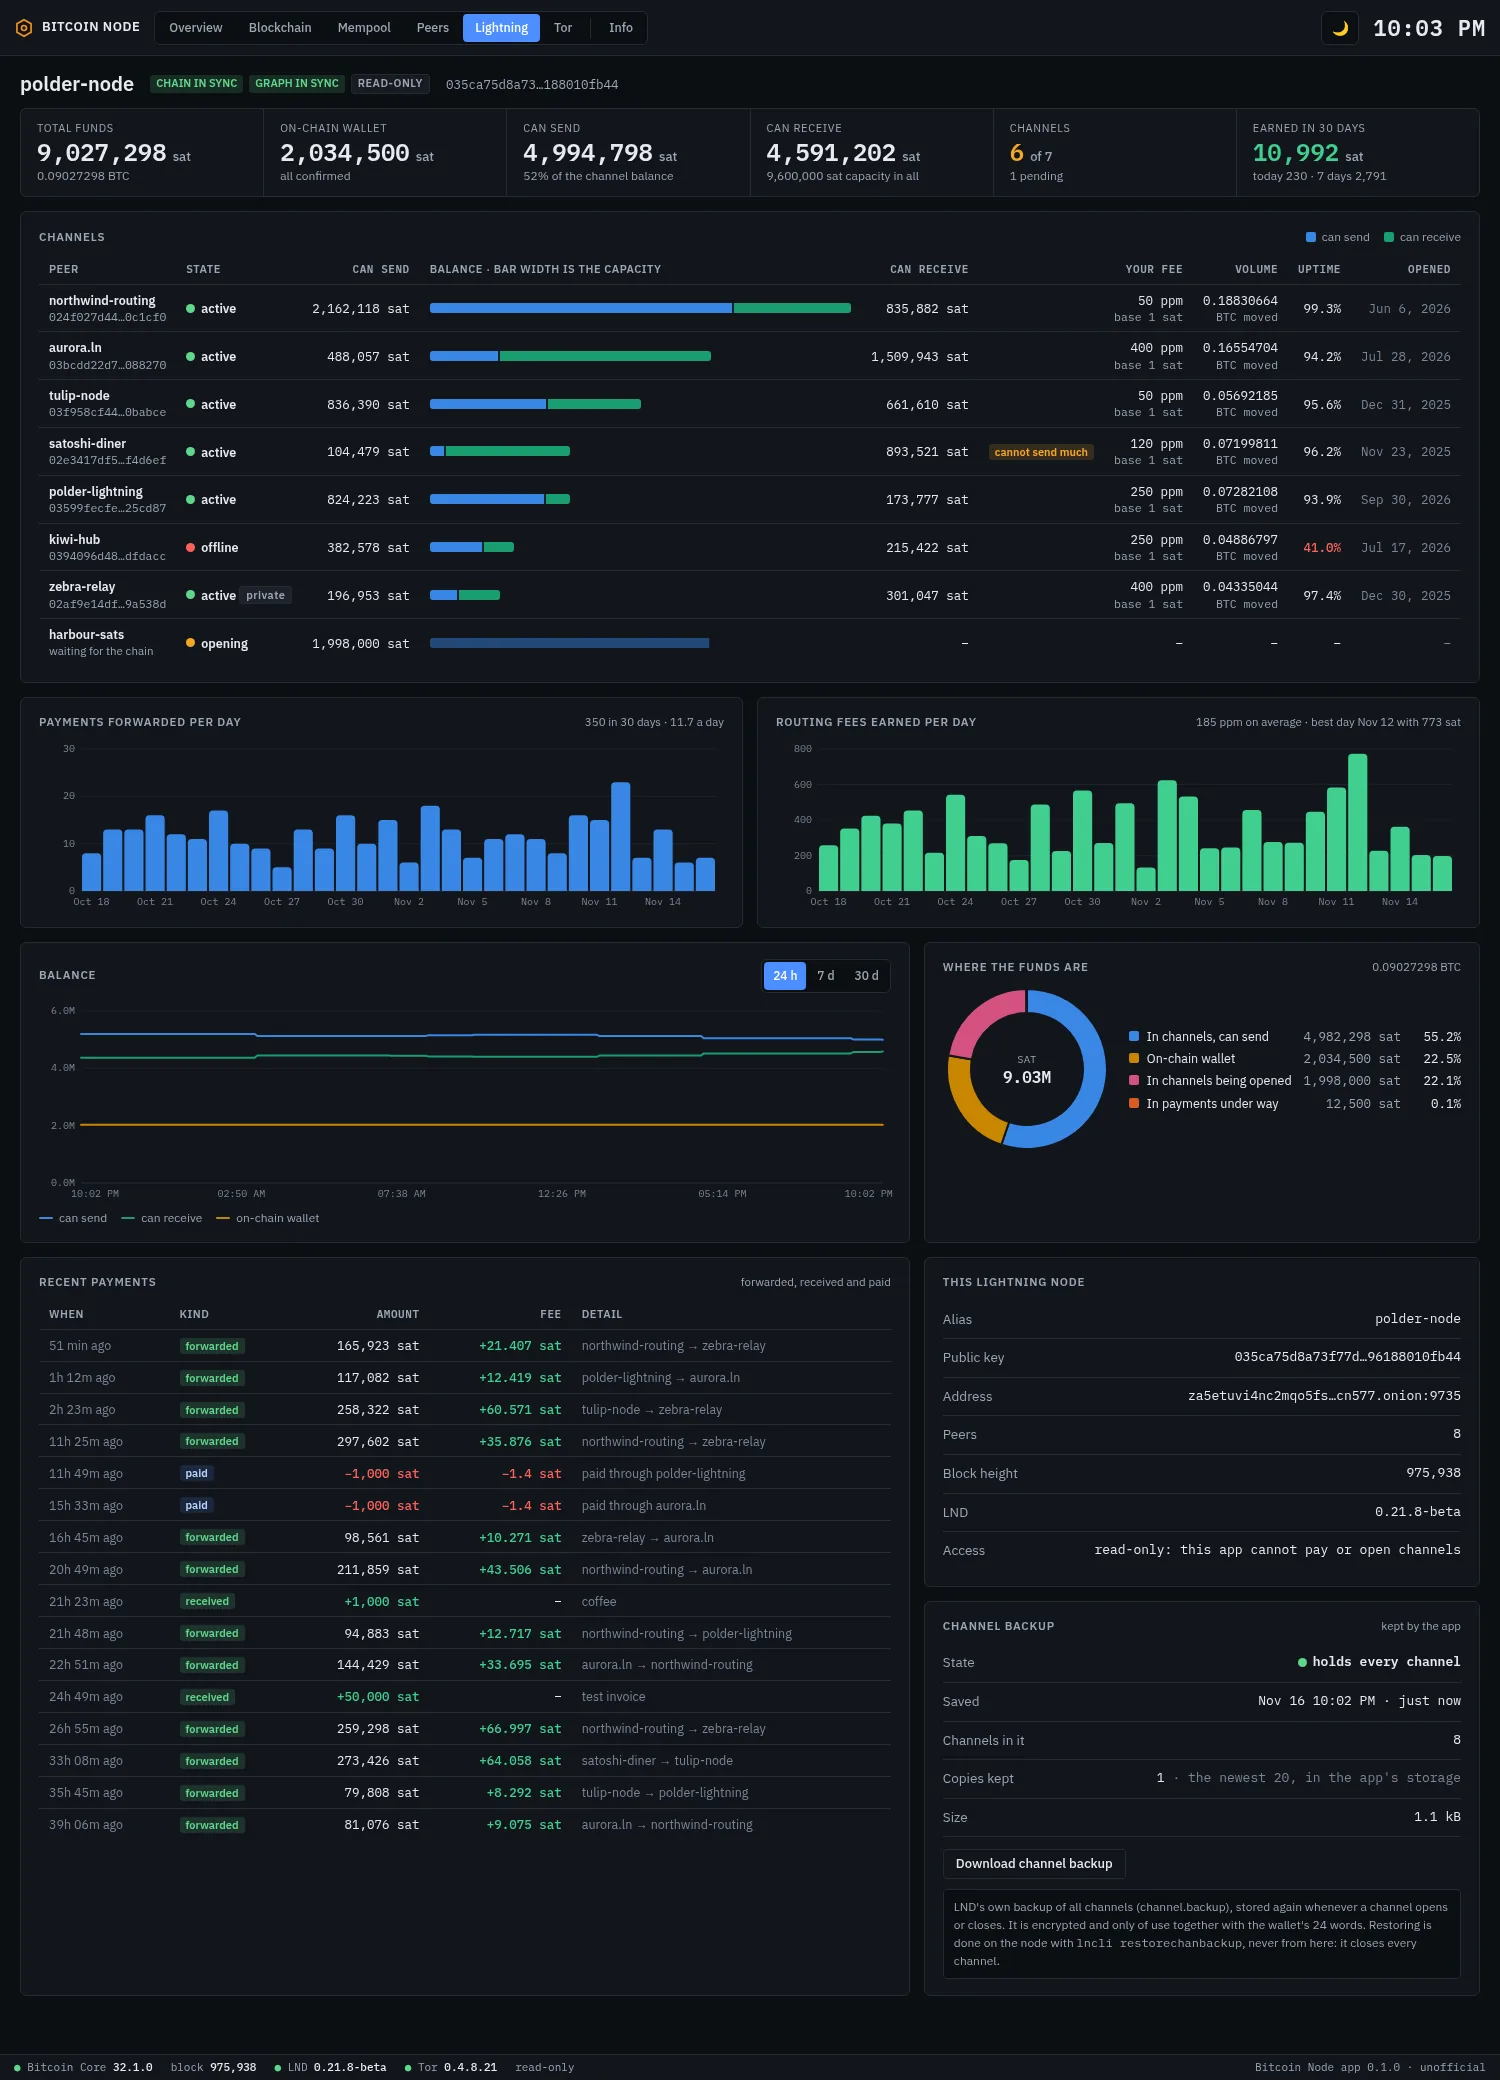 BITCOIN NODE Overview Blockchain Mempool Peers Lightning Tor Info 10:03 PM
polder-node CHAIN IN SYNC GRAPH IN SYNC READ-ONLY 035ca75d8a73…188010fb44
TOTAL FUNDS
9,027,298 sat
0.09027298 BTC
ON-CHAIN WALLET
2,034,500 sat
all confirmed
CAN SEND
4,994,798 sat
52% of the channel balance
CAN RECEIVE
4,591,202 sat
9,600,000 sat capacity in all
CHANNELS
6 of 7
1 pending
EARNED IN 30 DAYS
10,992 sat
today 230 · 7 days 2,791
CHANNELS can send can receive
PEER STATE CAN SEND BALANCE · BAR WIDTH IS THE CAPACITY CAN RECEIVE YOUR FEE VOLUME UPTIME OPENED
northwind-routing active 2,162,118 sat 835,882 sat 50 ppm 0.18830664 99.3% Jun 6, 2026
024f027d44…0c1cf0 base 1 sat BTC moved
aurora.ln active 488,057 sat 1,509,943 sat 400 ppm 0.16554704 94.2% Jul 28, 2026
03bcdd22d7…088270 base 1 sat BTC moved
tulip-node active 836,390 sat 661,610 sat 50 ppm 0.05692185 95.6% Dec 31, 2025
03f958cf44…0babce base 1 sat BTC moved
satoshi-diner active 104,479 sat 893,521 sat cannot send much 120 ppm 0.07199811 96.2% Nov 23, 2025
02e3417df5…f4d6ef base 1 sat BTC moved
polder-lightning active 824,223 sat 173,777 sat 250 ppm 0.07282108 93.9% Sep 30, 2026
03599fecfe…25cd87 base 1 sat BTC moved
kiwi-hub offline 382,578 sat 215,422 sat 250 ppm 0.04886797 41.0% Jul 17, 2026
0394096d48…dfdacc base 1 sat BTC moved
zebra-relay active private 196,953 sat 301,047 sat 400 ppm 0.04335044 97.4% Dec 30, 2025
02af9e14df…9a538d base 1 sat BTC moved
harbour-sats opening 1,998,000 sat – – – – –
waiting for the chain
PAYMENTS FORWARDED PER DAY 350 in 30 days · 11.7 a day
30
20
10
0
Oct 18 Oct 21 Oct 24 Oct 27 Oct 30 Nov 2 Nov 5 Nov 8 Nov 11 Nov 14
ROUTING FEES EARNED PER DAY 185 ppm on average · best day Nov 12 with 773 sat
800
600
400
200
0
Oct 18 Oct 21 Oct 24 Oct 27 Oct 30 Nov 2 Nov 5 Nov 8 Nov 11 Nov 14
BALANCE 24 h 7 d 30 d
6.0M
4.0M
2.0M
0.0M
10:02 PM 02:50 AM 07:38 AM 12:26 PM 05:14 PM 10:02 PM
can send can receive on-chain wallet
WHERE THE FUNDS ARE 0.09027298 BTC
SAT
9.03M
In channels, can send 4,982,298 sat 55.2%
On-chain wallet 2,034,500 sat 22.5%
In channels being opened 1,998,000 sat 22.1%
In payments under way 12,500 sat 0.1%
RECENT PAYMENTS forwarded, received and paid
WHEN KIND AMOUNT FEE DETAIL
51 min ago forwarded 165,923 sat +21.407 sat northwind-routing → zebra-relay
1h 12m ago forwarded 117,082 sat +12.419 sat polder-lightning → aurora.ln
2h 23m ago forwarded 258,322 sat +60.571 sat tulip-node → zebra-relay
11h 25m ago forwarded 297,602 sat +35.876 sat northwind-routing → zebra-relay
11h 49m ago paid −1,000 sat −1.4 sat paid through polder-lightning
15h 33m ago paid −1,000 sat −1.4 sat paid through aurora.ln
16h 45m ago forwarded 98,561 sat +10.271 sat zebra-relay → aurora.ln
20h 49m ago forwarded 211,859 sat +43.506 sat northwind-routing → aurora.ln
21h 23m ago received +1,000 sat – coffee
21h 48m ago forwarded 94,883 sat +12.717 sat northwind-routing → polder-lightning
22h 51m ago forwarded 144,429 sat +33.695 sat aurora.ln → northwind-routing
24h 49m ago received +50,000 sat – test invoice
26h 55m ago forwarded 259,298 sat +66.997 sat northwind-routing → zebra-relay
33h 08m ago forwarded 273,426 sat +64.058 sat satoshi-diner → tulip-node
35h 45m ago forwarded 79,808 sat +8.292 sat tulip-node → polder-lightning
39h 06m ago forwarded 81,076 sat +9.075 sat aurora.ln → northwind-routing
THIS LIGHTNING NODE
Alias polder-node
Public key 035ca75d8a73f77d…96188010fb44
Address za5etuvi4nc2mqo5fs…cn577.onion:9735
Peers 8
Block height 975,938
LND 0.21.8-beta
Access read-only: this app cannot pay or open channels
CHANNEL BACKUP kept by the app
State holds every channel
Saved Nov 16 10:02 PM · just now
Channels in it 8
Copies kept 1 · the newest 20, in the app's storage
Size 1.1 kB
Download channel backup
LND's own backup of all channels (channel.backup), stored again whenever a channel opens
or closes. It is encrypted and only of use together with the wallet's 24 words. Restoring is
done on the node with lncli restorechanbackup, never from here: it closes every
channel.
Bitcoin Core 32.1.0 block 975,938 LND 0.21.8-beta Tor 0.4.8.21 read-only Bitcoin Node app 0.1.0 · unofficial